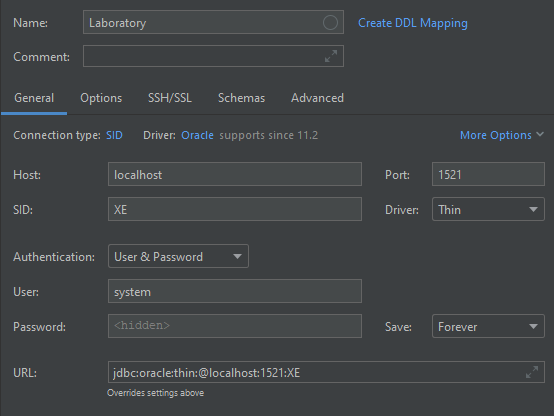 Name: Laboratory Create DDL Mapping
Comment:
General Options SSH/SSL Schemas Advanced
Connection type: SID Driver: Oracle supports since 11.2 More Options
Host: localhost Port: 1521
SID: XE Driver: Thin
Authentication: User & Password
User: system
Password: <hidden> Save: Forever
URL: jdbc:oracle:thin:@localhost:1521:XE
Overrides settings above